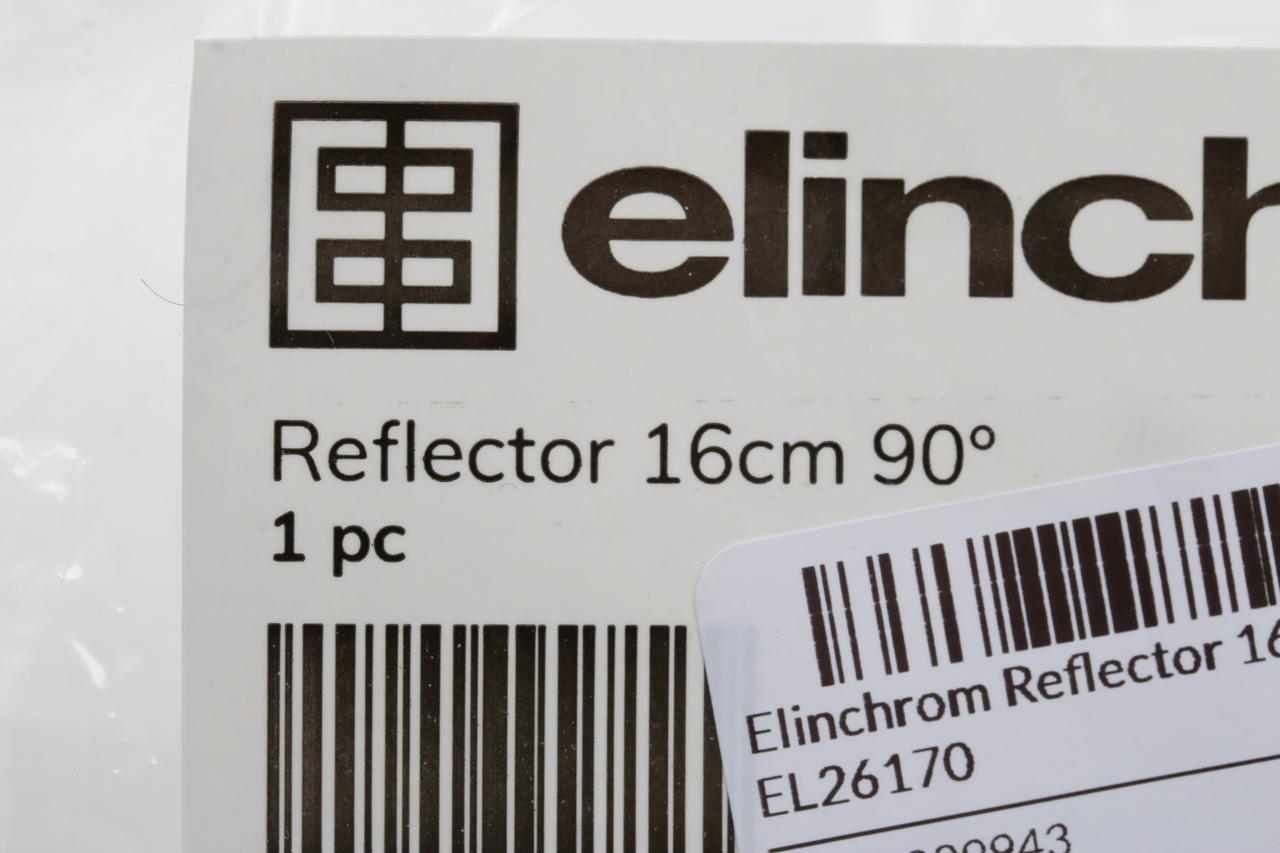 elinch
Reflector 16cm 90°
1 pc
Elinchrom Reflector 16
EL26170